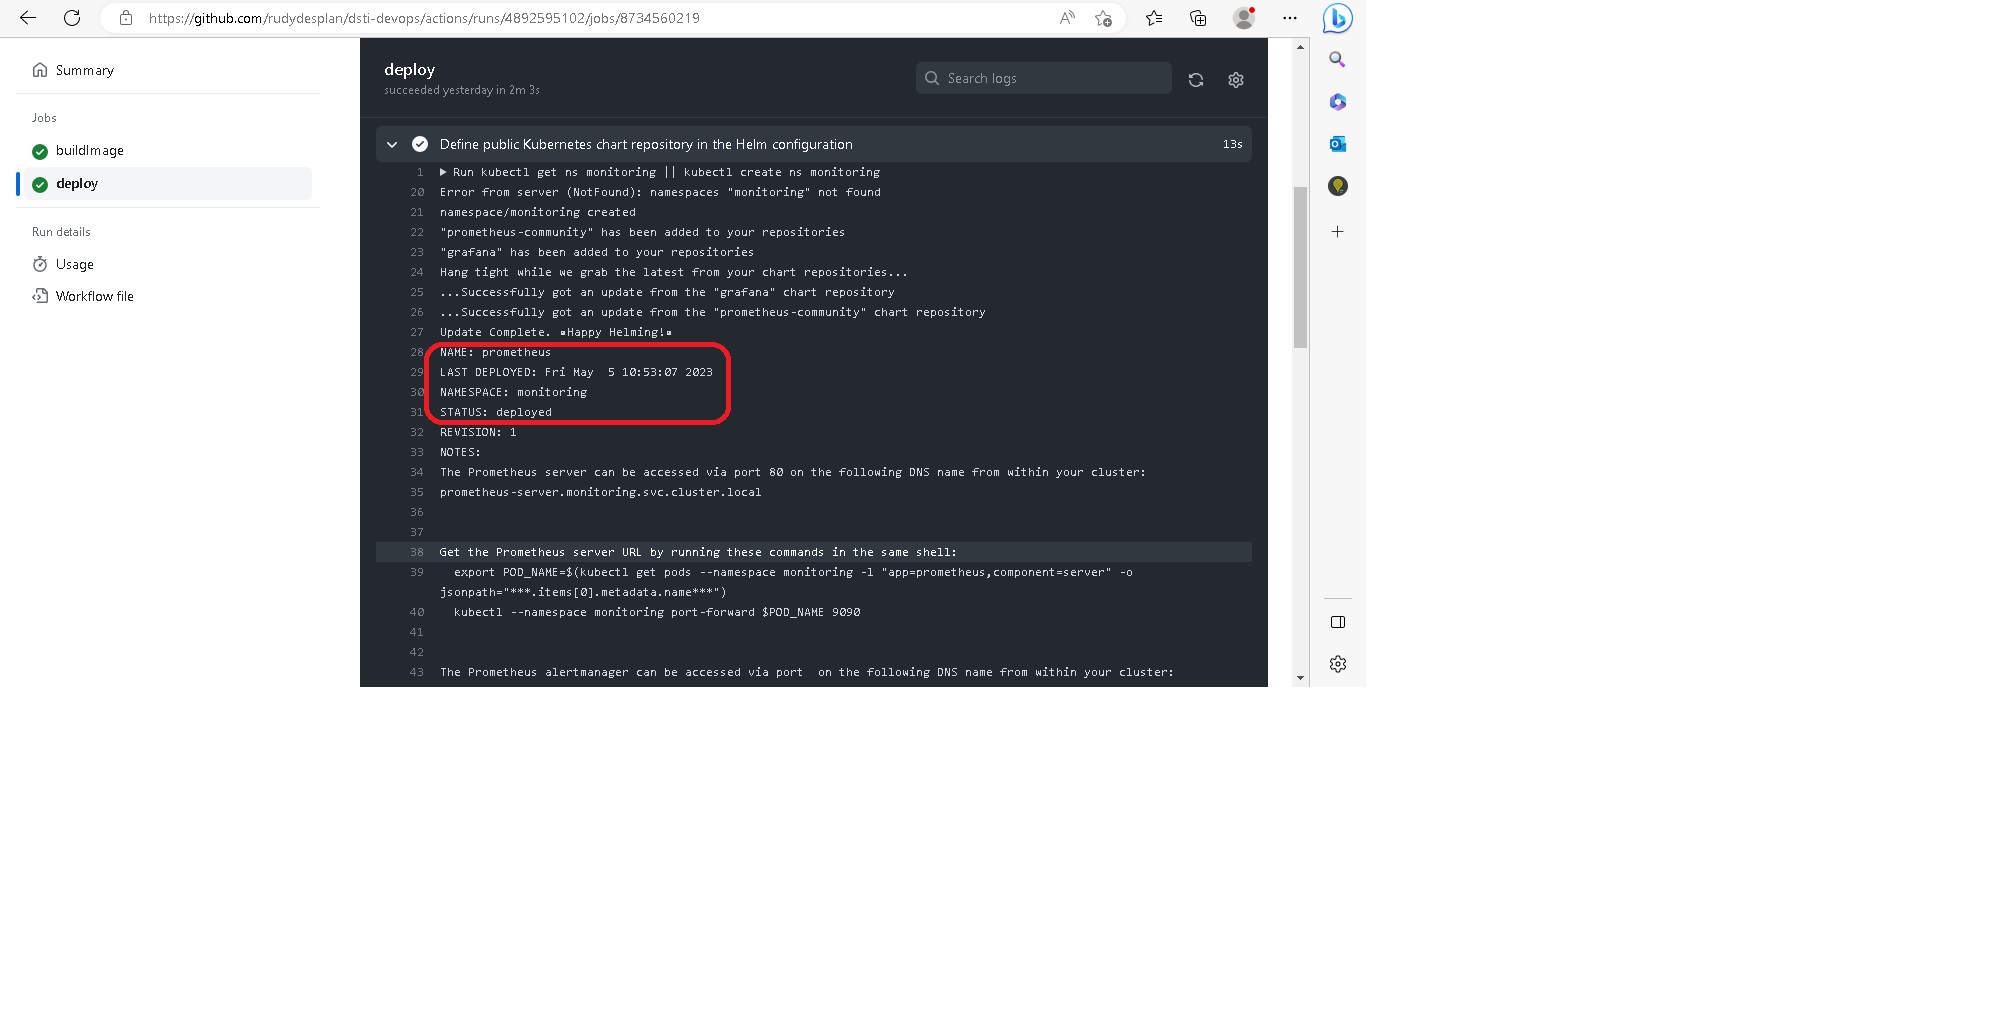 https://github.com/rudydesplan/dsti-devops/actions/runs/4892595102/jobs/8734560219
Summary
Jobs
buildImage
deploy
Run details
Usage
Workflow file
deploy
succeeded yesterday in 2m 3s
Search logs
Define public Kubernetes chart repository in the Helm configuration 13s
1 ▶ Run kubectl get ns monitoring || kubectl create ns monitoring
20 Error from server (NotFound): namespaces "monitoring" not found
21 namespace/monitoring created
22 "prometheus-community" has been added to your repositories
23 "grafana" has been added to your repositories
24 Hang tight while we grab the latest from your chart repositories...
25 ...Successfully got an update from the "grafana" chart repository
26 ...Successfully got an update from the "prometheus-community" chart repository
27 Update Complete. ⎈Happy Helming!⎈
28 NAME: prometheus
29 LAST DEPLOYED: Fri May  5 10:53:07 2023
30 NAMESPACE: monitoring
31 STATUS: deployed
32 REVISION: 1
33 NOTES:
34 The Prometheus server can be accessed via port 80 on the following DNS name from within your cluster:
35 prometheus-server.monitoring.svc.cluster.local
36
37
38 Get the Prometheus server URL by running these commands in the same shell:
39   export POD_NAME=$(kubectl get pods --namespace monitoring -l "app=prometheus,component=server" -o
jsonpath="***.items[0].metadata.name***")
40   kubectl --namespace monitoring port-forward $POD_NAME 9090
41
42
43 The Prometheus alertmanager can be accessed via port  on the following DNS name from within your cluster: